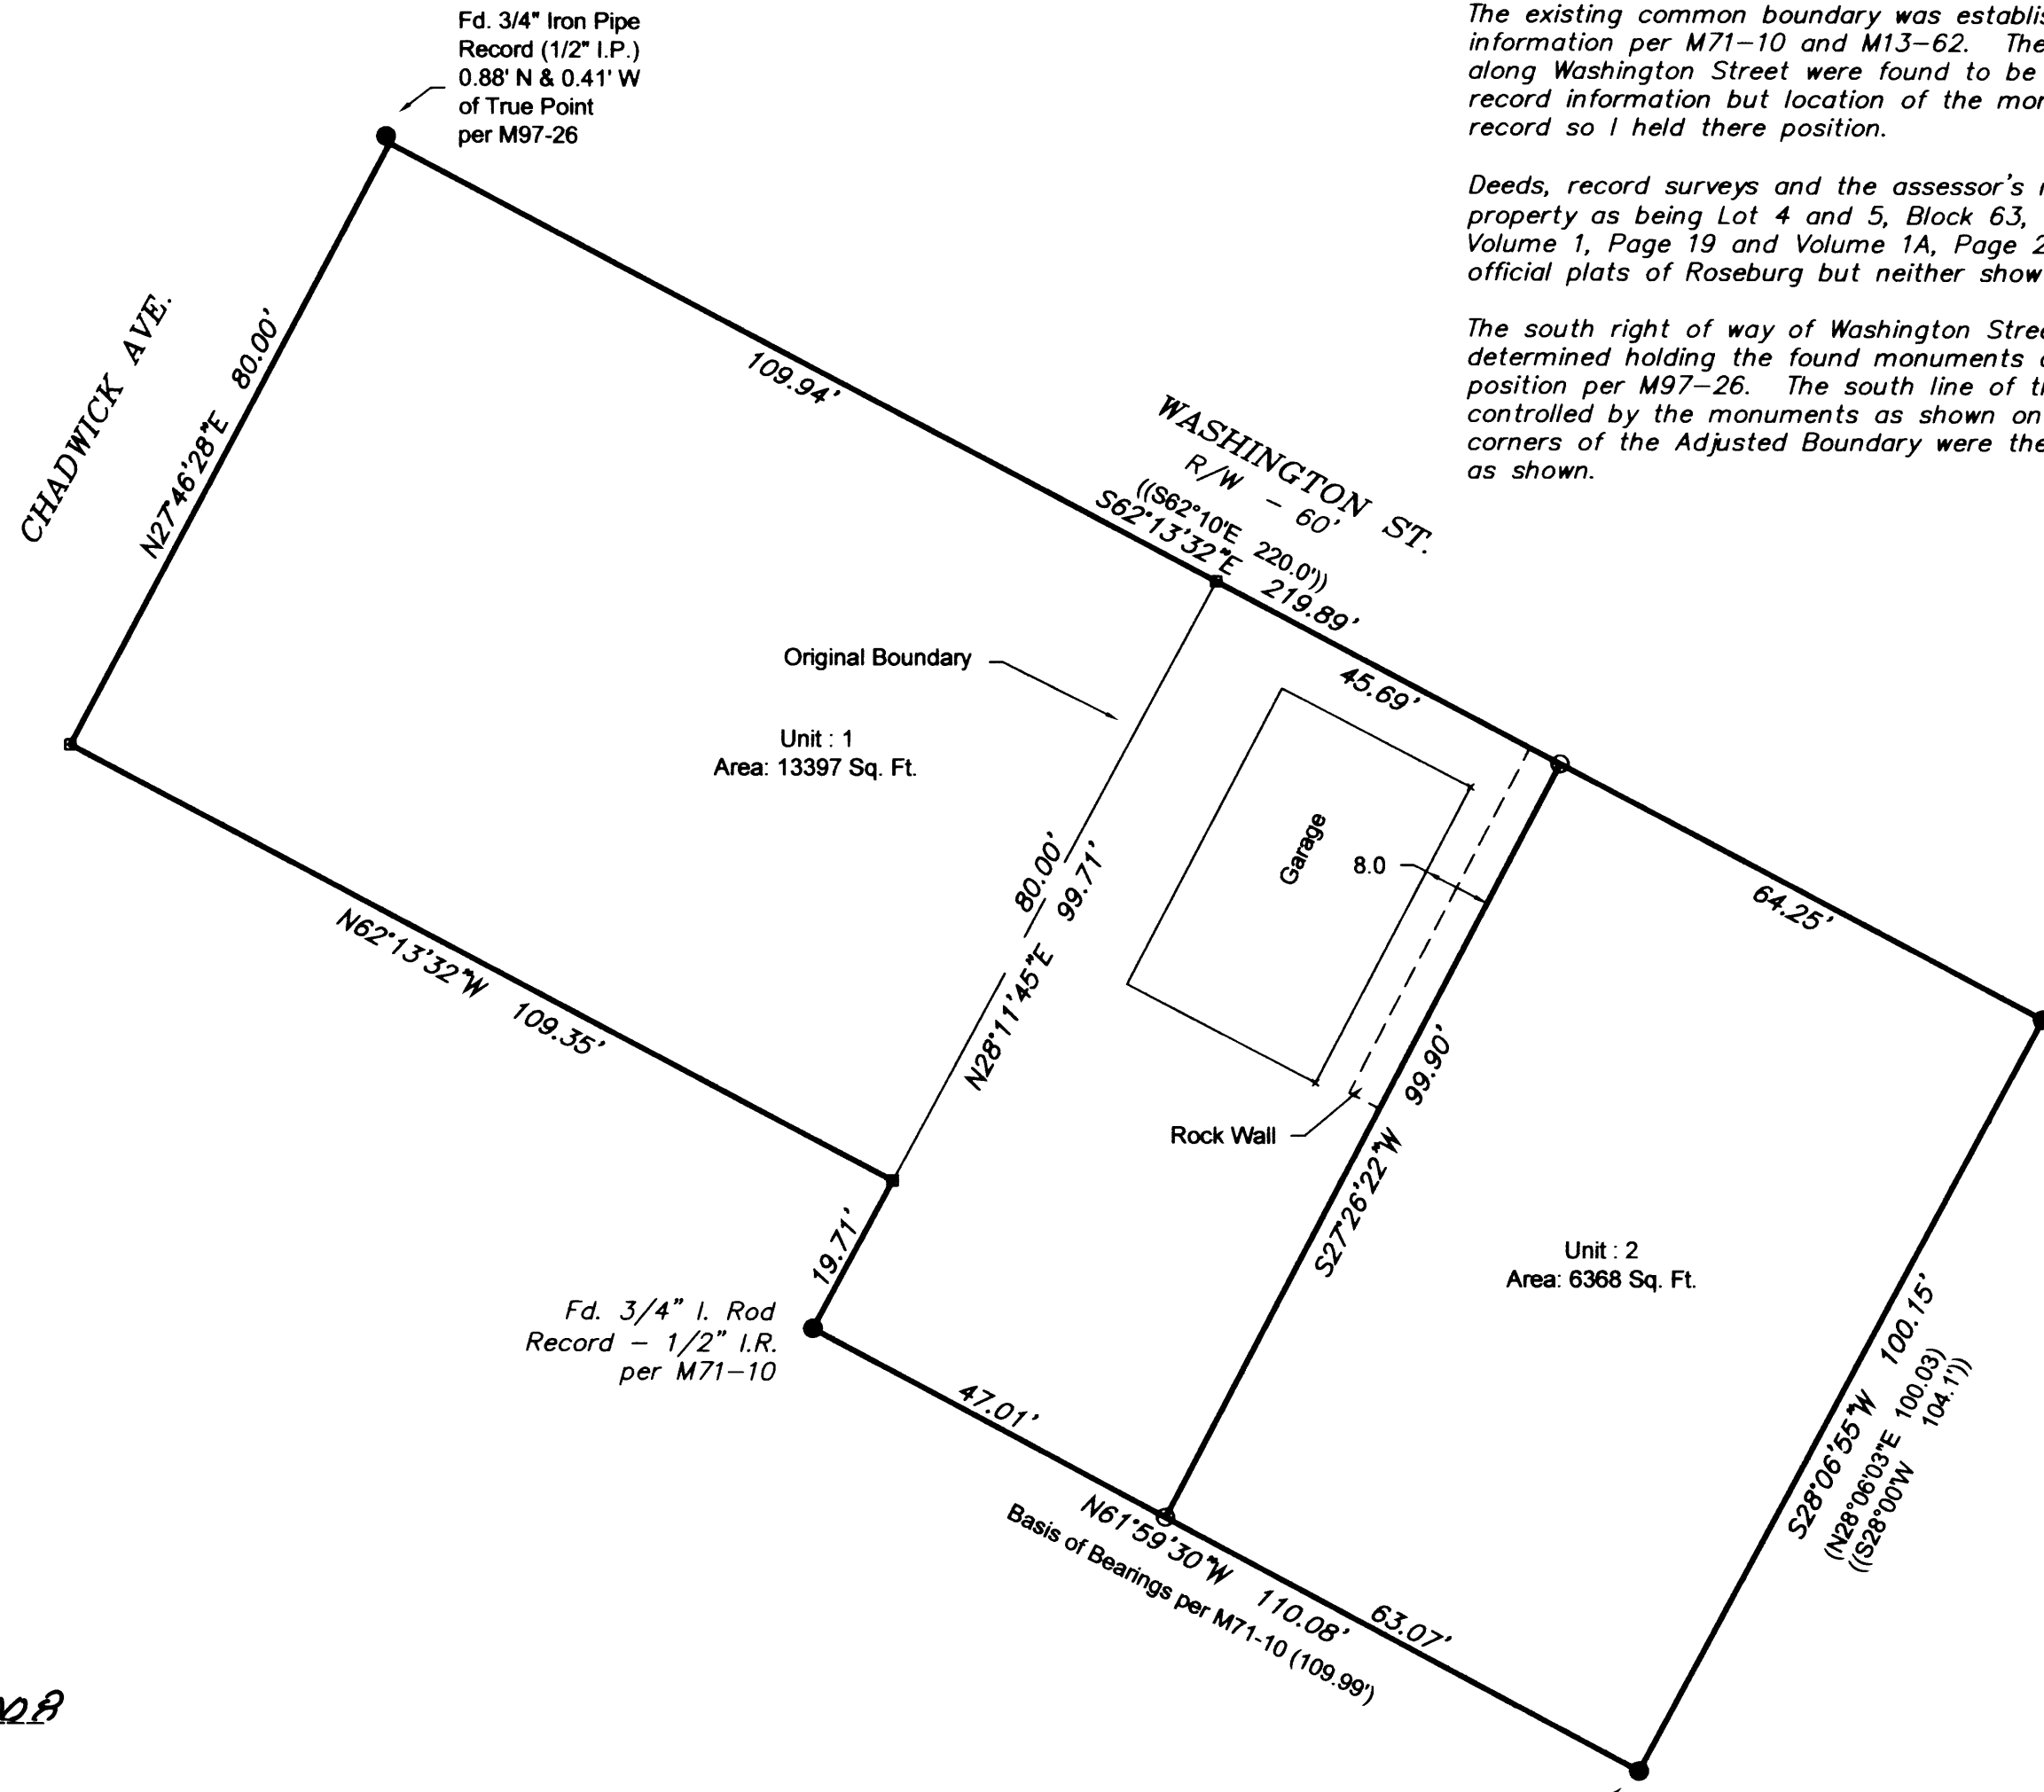 Fd. 3/4" Iron Pipe
Record (1/2" I.P.)
0.88' N & 0.41' W
of True Point
per M97-26
The existing common boundary was establis
information per M71-10 and M13-62. The
along Washington Street were found to be
record information but location of the mon
record so I held there position.
Deeds, record surveys and the assessor's
property as being Lot 4 and 5, Block 63,
Volume 1, Page 19 and Volume 1A, Page 2
official plats of Roseburg but neither show
The south right of way of Washington Stree
determined holding the found monuments
position per M97-26. The south line of th
controlled by the monuments as shown on
corners of the Adjusted Boundary were the
as shown.
CHADWICK AVE.
N27°46'28"E 80.00'
109.94'
WASHINGTON ST.
R/W - 60'
((S62°10'E 220.0'))
S62°13'32"E 219.89'
Original Boundary
45.69'
Unit : 1
Area: 13397 Sq. Ft.
Garage
8.0
80.00'
N28°11'45"E 99.71'
64.25'
N62°13'32"W 109.35'
Rock Wall
S27°26'22"W 99.90'
19.71'
Unit : 2
Area: 6368 Sq. Ft.
Fd. 3/4" I. Rod
Record - 1/2" I.R.
per M71-10
S28°06'55"W 100.15'
(N28°06'03"E 100.03)
((S28°00'W 104.1'))
47.01'
N61°59'30"W 110.08'
63.07'
Basis of Bearings per M71-10 (109.99')